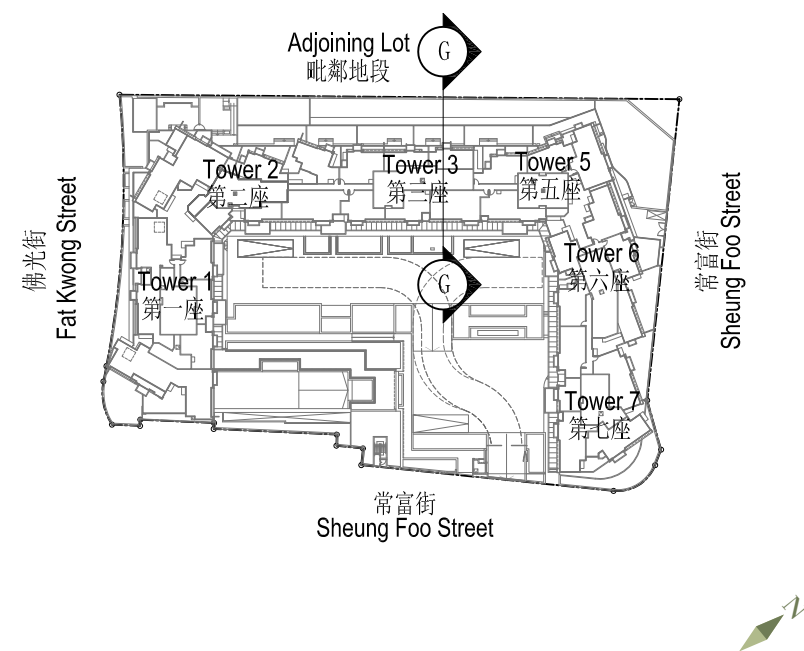 Adjoining Lot
毗鄰地段
G
Tower 2
第二座
Tower 3
第三座
Tower 5
第五座
佛光街
Fat Kwong Street
Tower 1
第一座
G
Tower 6
第六座
常富街
Sheung Foo Street
Tower 7
第七座
常富街
Sheung Foo Street
N